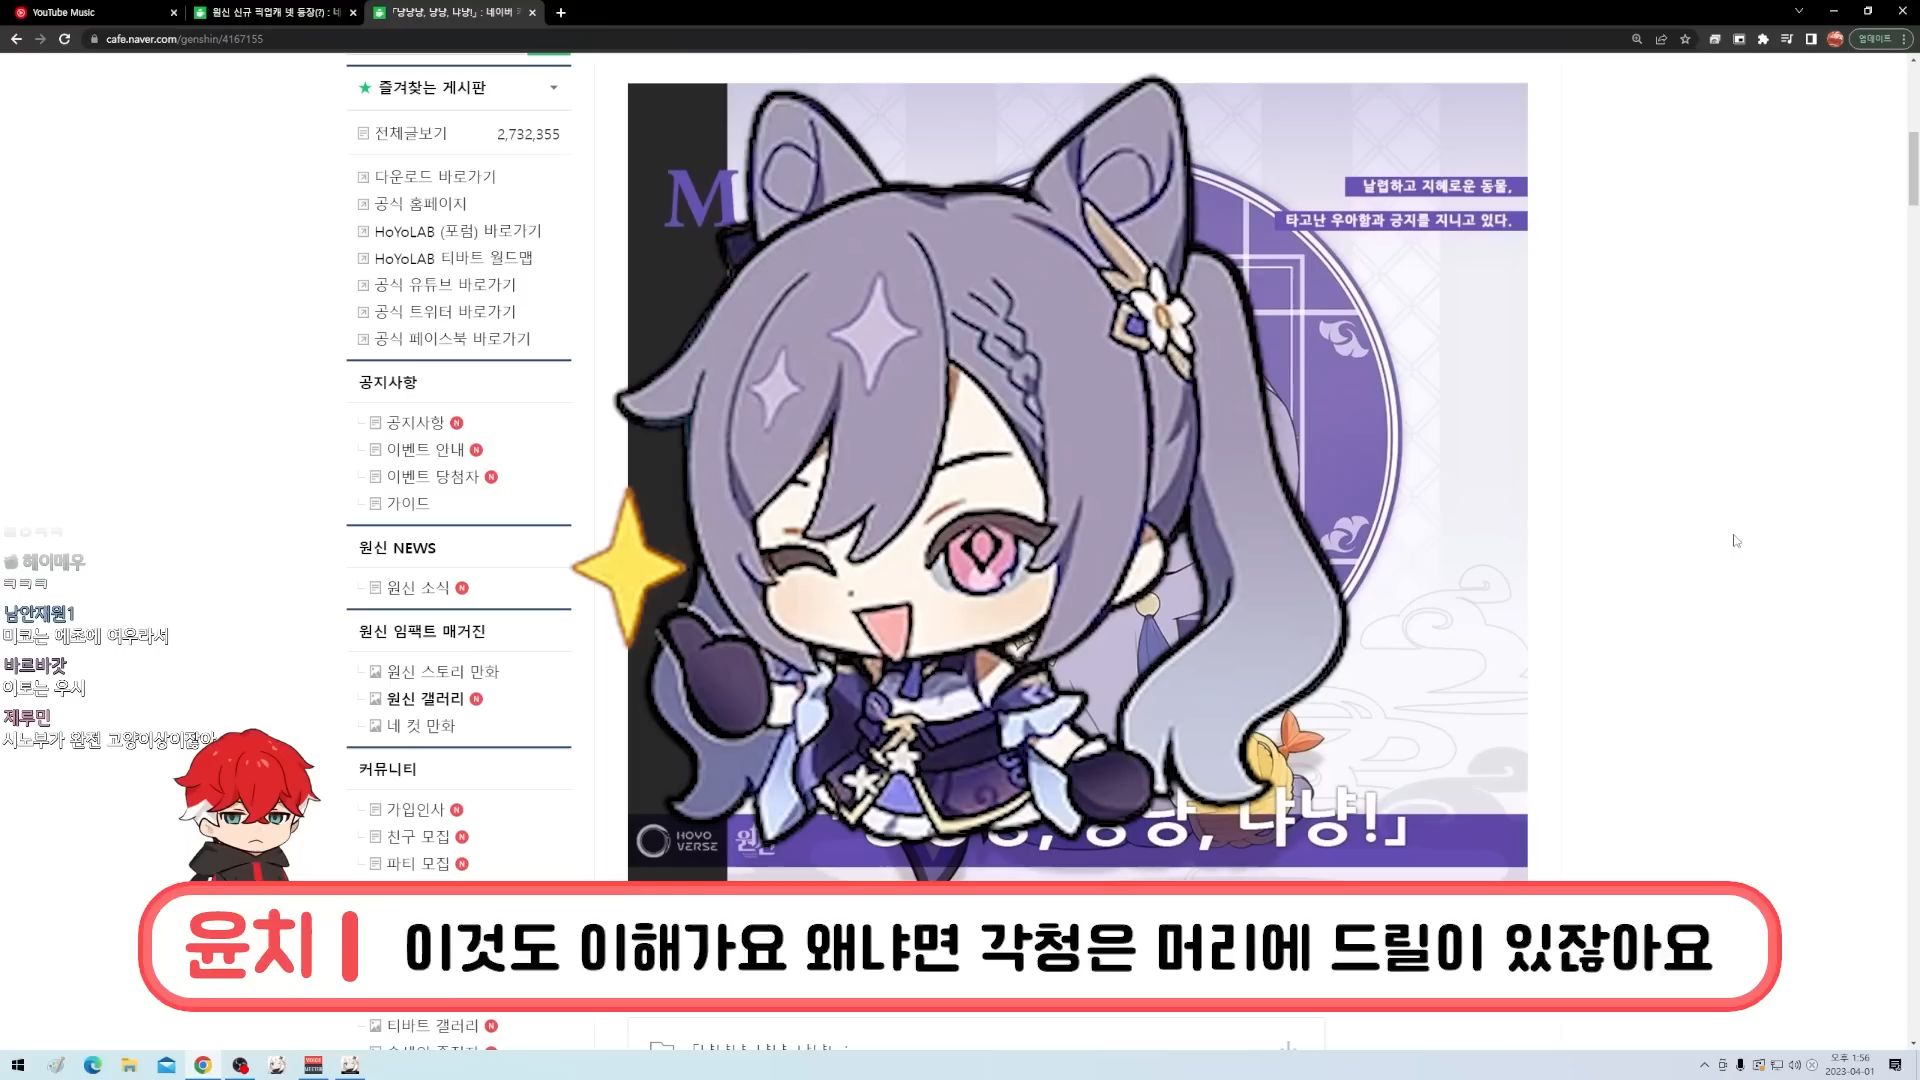 YouTube Music
원신 신규 픽업캐 넷 등장(?) : 네
「냥냥냥, 냥냥, 냐냥!」 : 네이버 카
cafe.naver.com/genshin/4167155
업데이트
즐겨찾는 게시판
전체글보기 2,732,355
다운로드 바로가기
공식 홈페이지
HoYoLAB (포럼) 바로가기
HoYoLAB 티바트 월드맵
공식 유튜브 바로가기
공식 트위터 바로가기
공식 페이스북 바로가기
공지사항
공지사항 N
이벤트 안내 N
이벤트 당첨자 N
가이드
원신 NEWS
원신 소식 N
원신 임팩트 매거진
원신 스토리 만화
원신 갤러리 N
네 컷 만화
커뮤니티
가입인사 N
친구 모집 N
파티 모집 N
티바트 갤러리 N
M
날렵하고 지혜로운 동물,
타고난 우아함과 긍지를 지니고 있다.
냐냥!」
HOYO
VERSE
원신
헤이매우
ㅋㅋㅋ
남안재원1
미코는 애초에 여우라서
바르바갓
이토는 우시
제루민
시노부가 완전 고양이상이잖아
윤치 | 이것도 이해가요 왜냐면 각청은 머리에 드릴이 있잖아요
오후 1:56
2023-04-01